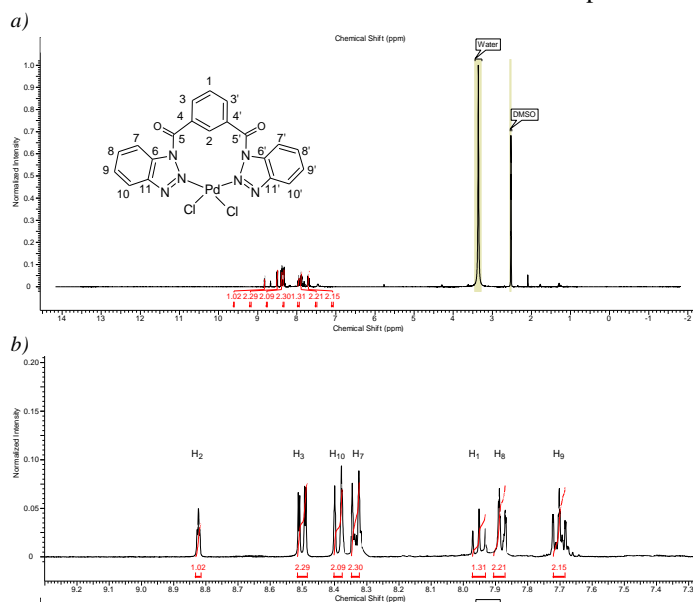 a)
Chemical Shift (ppm)
Water
DMSO
Normalized Intensity
1.0
0.9
0.8
0.7
0.6
0.5
0.4
0.3
0.2
0.1
0
1
3 3'
4 4'
O 5 2 5' O
7 6 N N 6' 7'
8 8'
9 9'
10 11 N N Pd N N 11' 10'
Cl Cl
1.02 2.29 2.09 2.30 1.31 2.21 2.15
14 13 12 11 10 9 8 7 6 5 4 3 2 1 0 -1 -2
Chemical Shift (ppm)
b)
Normalized Intensity
0.20
0.15
0.10
0.05
0
H2 H3 H10 H7 H1 H8 H9
1.02 2.29 2.09 2.30 1.31 2.21 2.15
9.2 9.1 9.0 8.9 8.8 8.7 8.6 8.5 8.4 8.3 8.2 8.1 8.0 7.9 7.8 7.7 7.6 7.5 7.4 7.3
Chemical Shift (ppm)